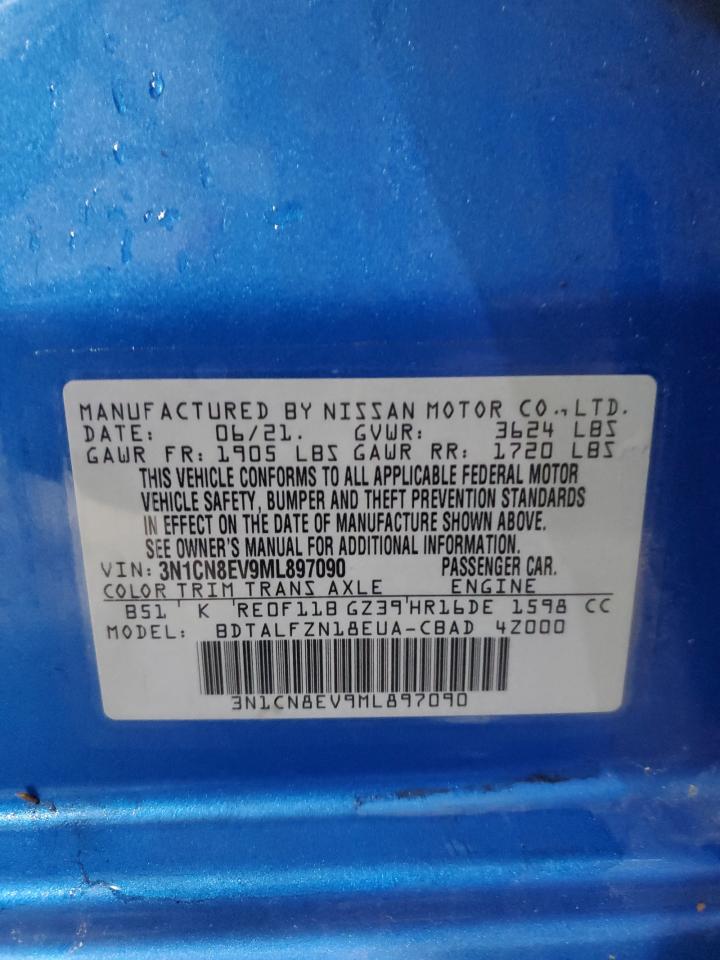 MANUFACTURED BY NISSAN MOTOR CO., LTD.
DATE: 06/21. GVWR: 3624 LBS
GAWR FR: 1905 LBS GAWR RR: 1720 LBS
THIS VEHICLE CONFORMS TO ALL APPLICABLE FEDERAL MOTOR
VEHICLE SAFETY, BUMPER AND THEFT PREVENTION STANDARDS
IN EFFECT ON THE DATE OF MANUFACTURE SHOWN ABOVE.
SEE OWNER'S MANUAL FOR ADDITIONAL INFORMATION.
VIN: 3N1CN8EV9ML897090 PASSENGER CAR.
COLOR TRIM TRANS AXLE ENGINE
B51 K RE0F11B GZ39 HR16DE 1598 CC
MODEL: BDTALFZN18EUA-CBAD 4Z000
3N1CN8EV9ML897090